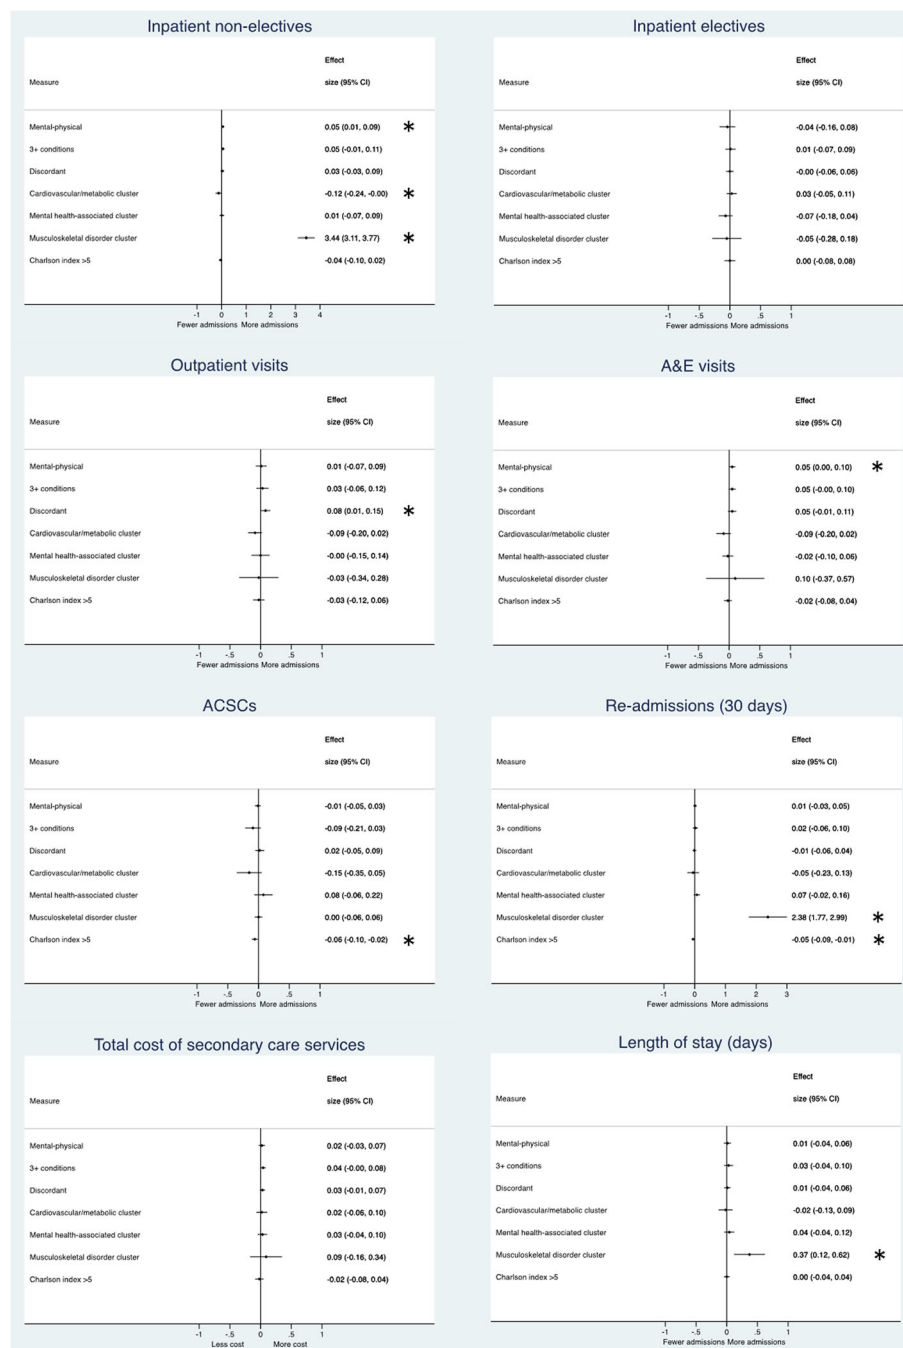 Inpatient non-electives
Effect
Measure size (95% CI)
Mental-physical 0.05 (0.01, 0.09) *
3+ conditions 0.05 (-0.01, 0.11)
Discordant 0.03 (-0.03, 0.09)
Cardiovascular/metabolic cluster -0.12 (-0.24, -0.00) *
Mental health-associated cluster 0.01 (-0.07, 0.09)
Musculoskeletal disorder cluster 3.44 (3.11, 3.77) *
Charlson index >5 -0.04 (-0.10, 0.02)
-1 0 1 2 3 4
Fewer admissions More admissions
Inpatient electives
Effect
Measure size (95% CI)
Mental-physical -0.04 (-0.16, 0.08)
3+ conditions 0.01 (-0.07, 0.09)
Discordant -0.00 (-0.06, 0.06)
Cardiovascular/metabolic cluster 0.03 (-0.05, 0.11)
Mental health-associated cluster -0.07 (-0.18, 0.04)
Musculoskeletal disorder cluster -0.05 (-0.28, 0.18)
Charlson index >5 0.00 (-0.08, 0.08)
-1 -.5 0 .5 1
Fewer admissions More admissions
Outpatient visits
Effect
Measure size (95% CI)
Mental-physical 0.01 (-0.07, 0.09)
3+ conditions 0.03 (-0.06, 0.12)
Discordant 0.08 (0.01, 0.15) *
Cardiovascular/metabolic cluster -0.09 (-0.20, 0.02)
Mental health-associated cluster -0.00 (-0.15, 0.14)
Musculoskeletal disorder cluster -0.03 (-0.34, 0.28)
Charlson index >5 -0.03 (-0.12, 0.06)
-1 -.5 0 .5 1
Fewer admissions More admissions
A&E visits
Effect
Measure size (95% CI)
Mental-physical 0.05 (0.00, 0.10) *
3+ conditions 0.05 (-0.00, 0.10)
Discordant 0.05 (-0.01, 0.11)
Cardiovascular/metabolic cluster -0.09 (-0.20, 0.02)
Mental health-associated cluster -0.02 (-0.10, 0.06)
Musculoskeletal disorder cluster 0.10 (-0.37, 0.57)
Charlson index >5 -0.02 (-0.08, 0.04)
-1 -.5 0 .5 1
Fewer admissions More admissions
ACSCs
Effect
Measure size (95% CI)
Mental-physical -0.01 (-0.05, 0.03)
3+ conditions -0.09 (-0.21, 0.03)
Discordant 0.02 (-0.05, 0.09)
Cardiovascular/metabolic cluster -0.15 (-0.35, 0.05)
Mental health-associated cluster 0.08 (-0.06, 0.22)
Musculoskeletal disorder cluster 0.00 (-0.06, 0.06)
Charlson index >5 -0.06 (-0.10, -0.02) *
-1 -.5 0 .5 1
Fewer admissions More admissions
Re-admissions (30 days)
Effect
Measure size (95% CI)
Mental-physical 0.01 (-0.03, 0.05)
3+ conditions 0.02 (-0.06, 0.10)
Discordant -0.01 (-0.06, 0.04)
Cardiovascular/metabolic cluster -0.05 (-0.23, 0.13)
Mental health-associated cluster 0.07 (-0.02, 0.16)
Musculoskeletal disorder cluster 2.38 (1.77, 2.99) *
Charlson index >5 -0.05 (-0.09, -0.01) *
-1 0 1 2 3
Fewer admissions More admissions
Total cost of secondary care services
Effect
Measure size (95% CI)
Mental-physical 0.02 (-0.03, 0.07)
3+ conditions 0.04 (-0.00, 0.08)
Discordant 0.03 (-0.01, 0.07)
Cardiovascular/metabolic cluster 0.02 (-0.06, 0.10)
Mental health-associated cluster 0.03 (-0.04, 0.10)
Musculoskeletal disorder cluster 0.09 (-0.16, 0.34)
Charlson index >5 -0.02 (-0.08, 0.04)
-1 -.5 0 .5 1
Less cost More cost
Length of stay (days)
Effect
Measure size (95% CI)
Mental-physical 0.01 (-0.04, 0.06)
3+ conditions 0.03 (-0.04, 0.10)
Discordant 0.01 (-0.04, 0.06)
Cardiovascular/metabolic cluster -0.02 (-0.13, 0.09)
Mental health-associated cluster 0.04 (-0.04, 0.12)
Musculoskeletal disorder cluster 0.37 (0.12, 0.62) *
Charlson index >5 0.00 (-0.04, 0.04)
-1 -.5 0 .5 1
Fewer admissions More admissions